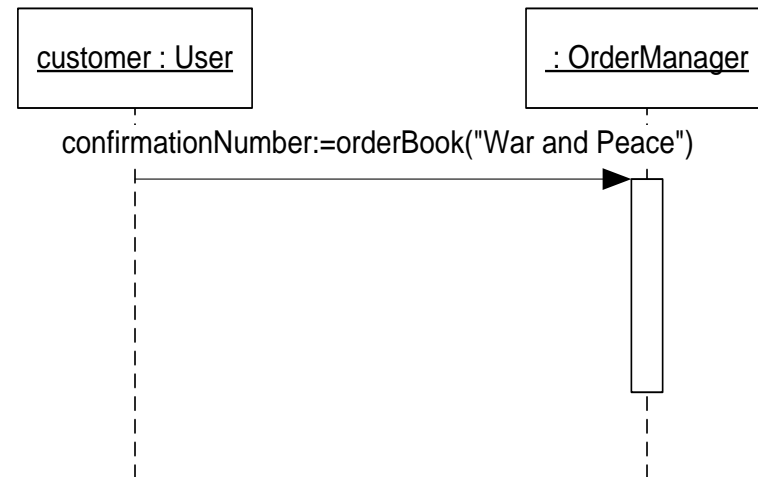 customer : User
: OrderManager
confirmationNumber:=orderBook("War and Peace")